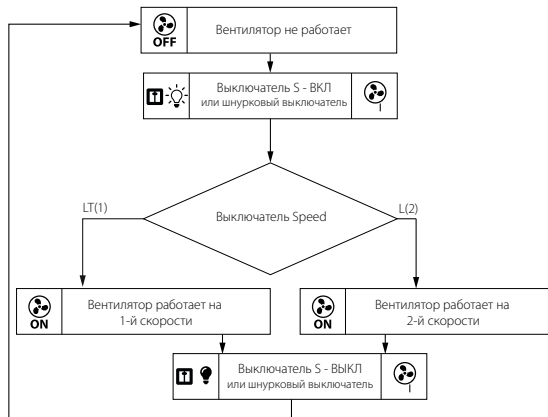 OFF
Вентилятор не работает
Выключатель S - ВКЛ
или шнурковый выключатель
Выключатель Speed
LT(1)
L(2)
ON
Вентилятор работает на
1-й скорости
ON
Вентилятор работает на
2-й скорости
Выключатель S - ВЫКЛ
или шнурковый выключатель